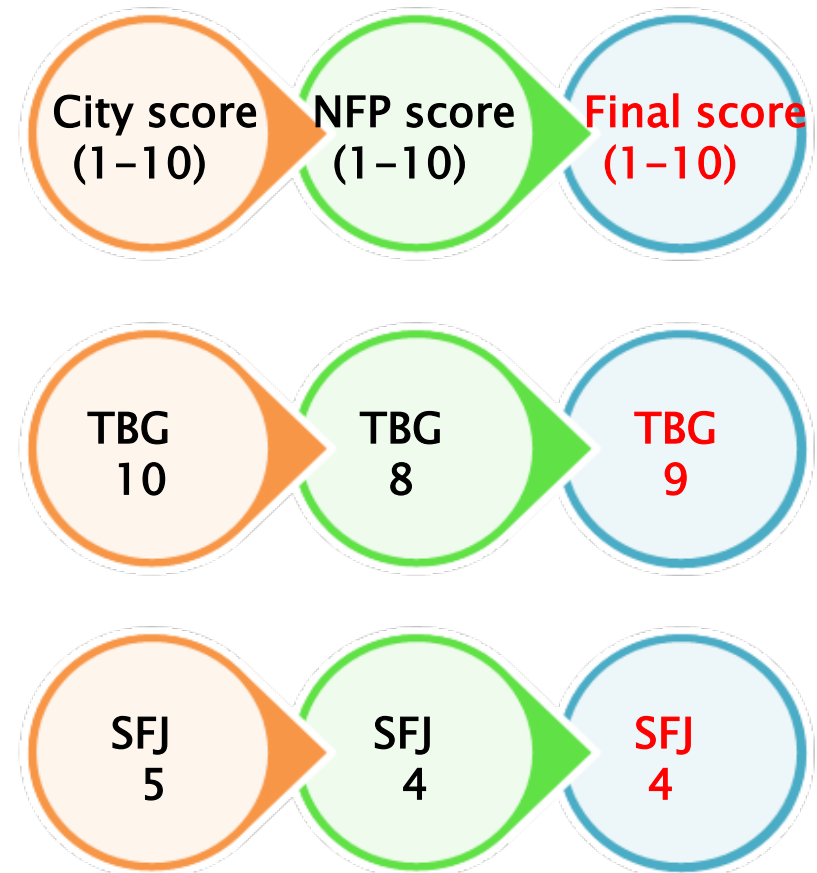 City score
(1-10)
NFP score
(1-10)
Final score
(1-10)
TBG
10
TBG
8
TBG
9
SFJ
5
SFJ
4
SFJ
4